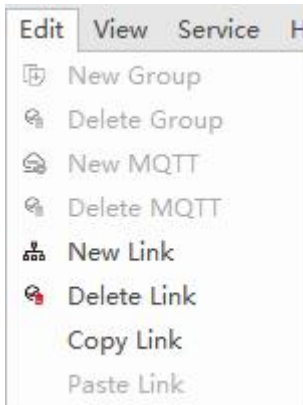 Edit View Service
New Group
Delete Group
New MQTT
Delete MQTT
New Link
Delete Link
Copy Link
Paste Link